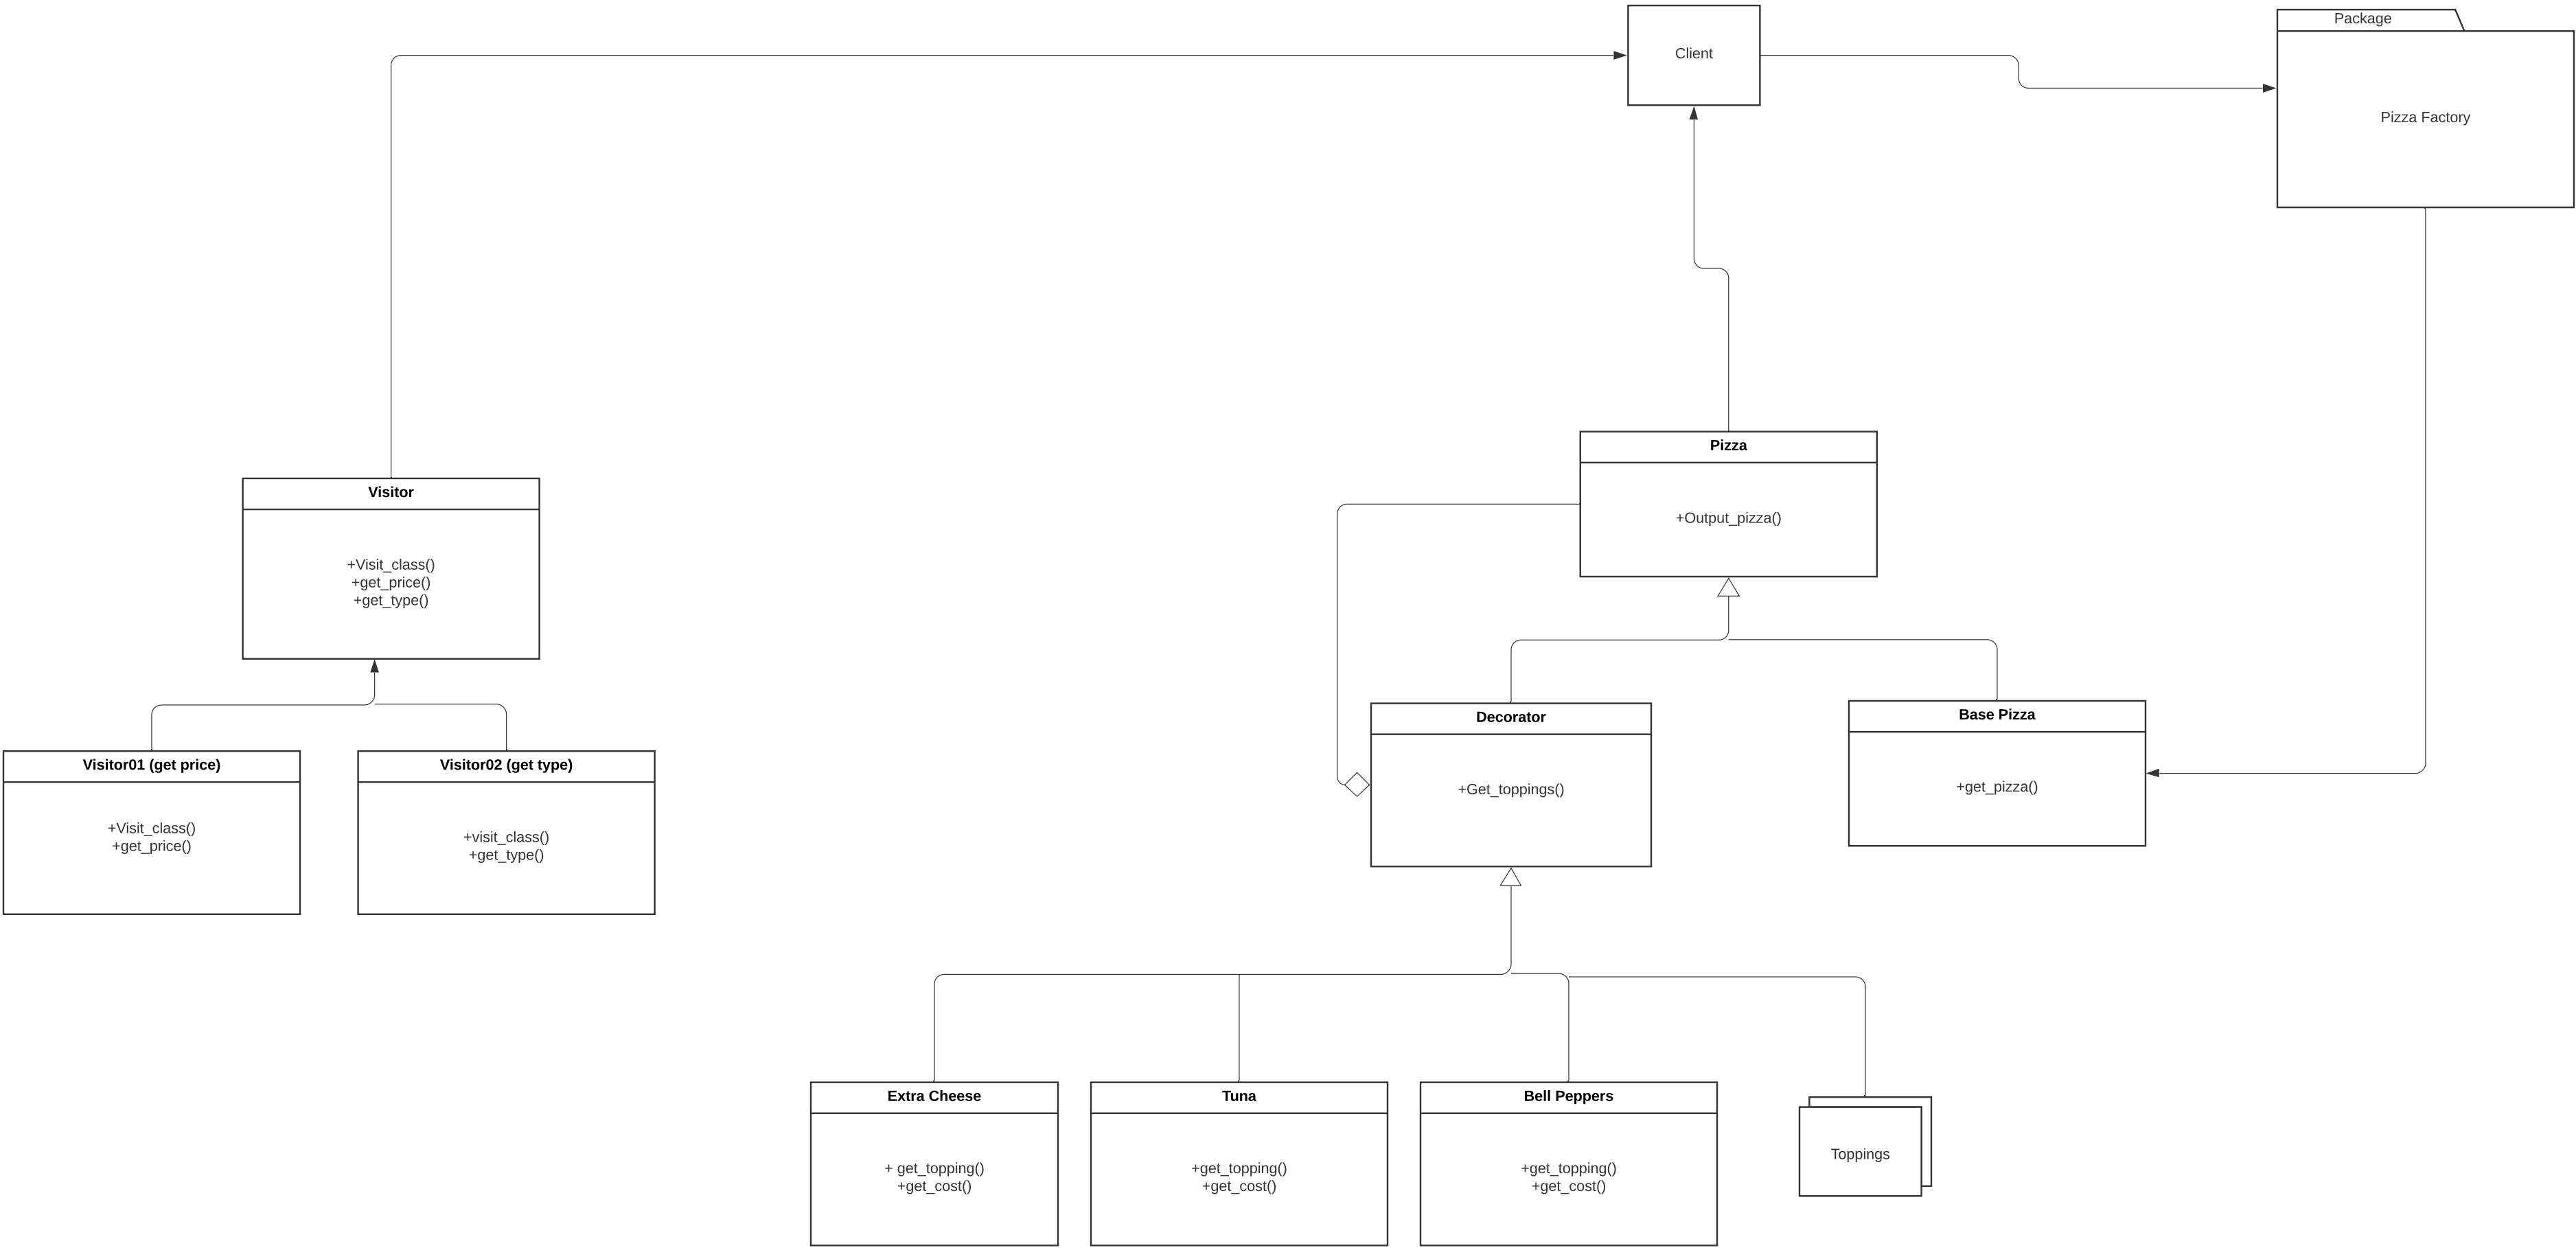 Client
Package
Pizza Factory
Pizza
+Output_pizza()
Visitor
+Visit_class()
+get_price()
+get_type()
Visitor01 (get price)
+Visit_class()
+get_price()
Visitor02 (get type)
+visit_class()
+get_type()
Decorator
+Get_toppings()
Base Pizza
+get_pizza()
Extra Cheese
+ get_topping()
+get_cost()
Tuna
+get_topping()
+get_cost()
Bell Peppers
+get_topping()
+get_cost()
Toppings